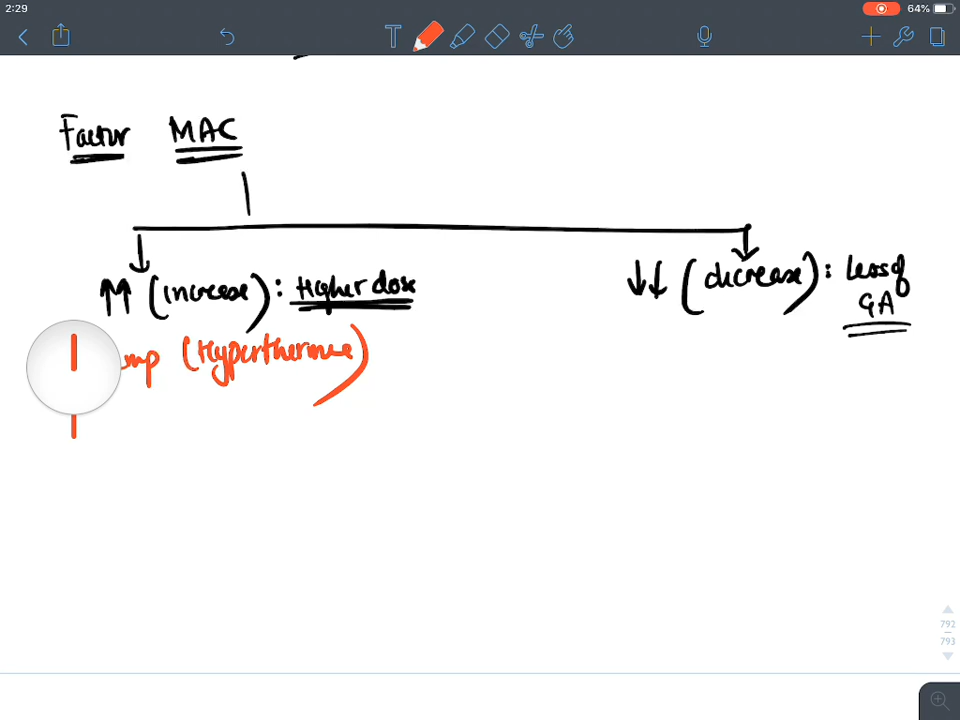 2:29
64%
T
Factor MAC
↑↑ (increase) : Higher dose
↓↓ (decrease) : Less of
GA
mp (Hyperthermia)
792
793